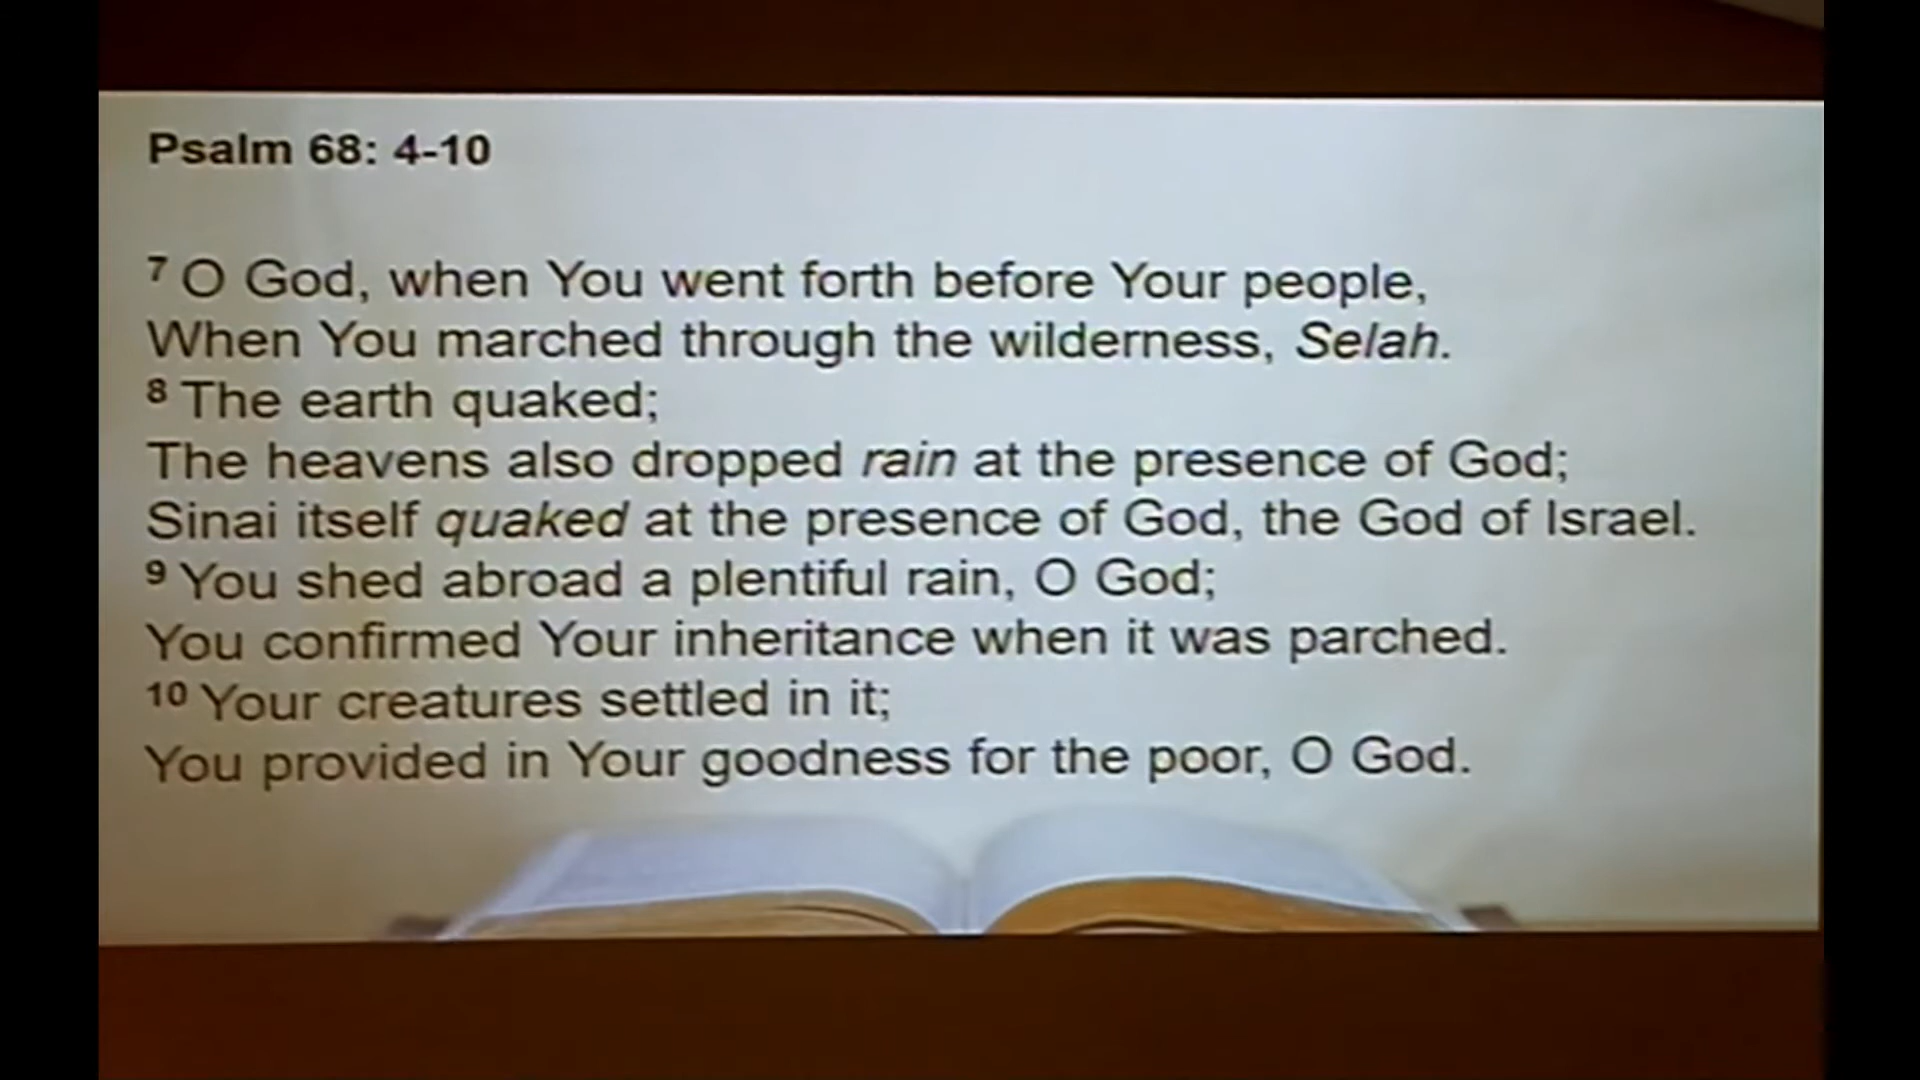 Psalm 68: 4-10
7 O God, when You went forth before Your people,
When You marched through the wilderness, Selah.
8 The earth quaked;
The heavens also dropped rain at the presence of God;
Sinai itself quaked at the presence of God, the God of Israel.
9 You shed abroad a plentiful rain, O God;
You confirmed Your inheritance when it was parched.
10 Your creatures settled in it;
You provided in Your goodness for the poor, O God.